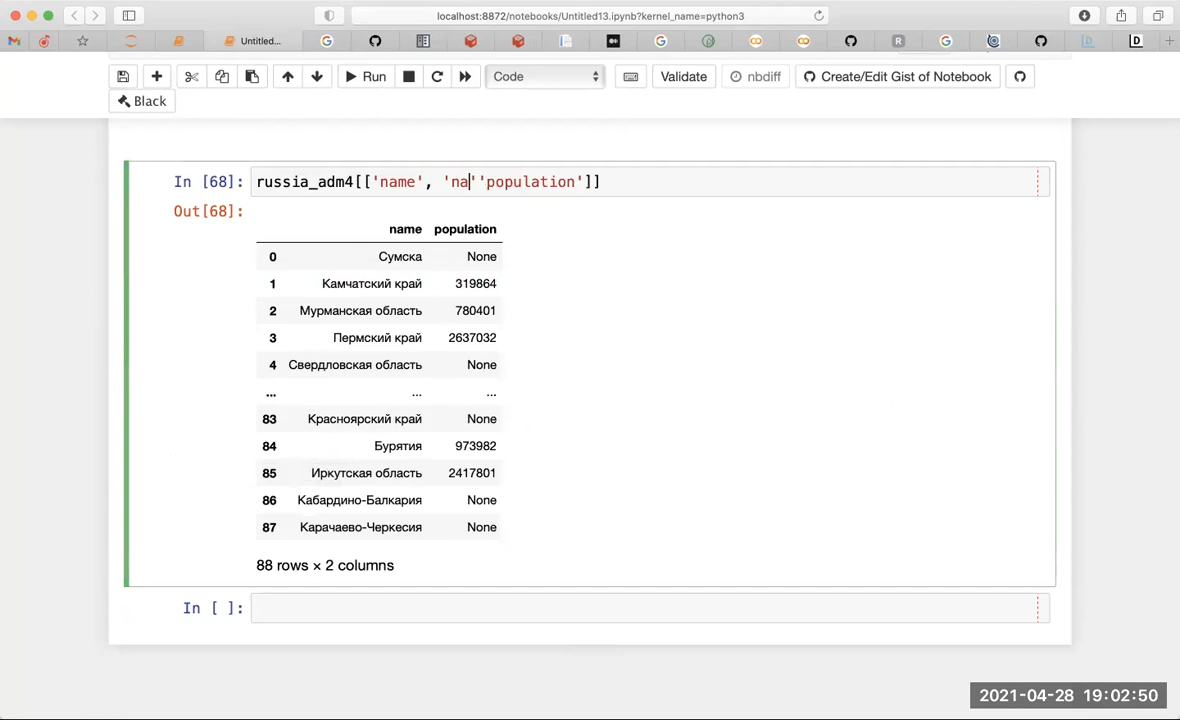 localhost:8872/notebooks/Untitled13.ipynb?kernel_name=python3
Untitled...
Run
Code
Validate
nbdiff
Create/Edit Gist of Notebook
Black
In [68]: russia_adm4[['name', 'na''population']]
Out[68]:
name population
0 Сумска None
1 Камчатский край 319864
2 Мурманская область 780401
3 Пермский край 2637032
4 Свердловская область None
... ... ...
83 Красноярский край None
84 Бурятия 973982
85 Иркутская область 2417801
86 Кабардино-Балкария None
87 Карачаево-Черкесия None
88 rows × 2 columns
In [ ]:
2021-04-28 19:02:50